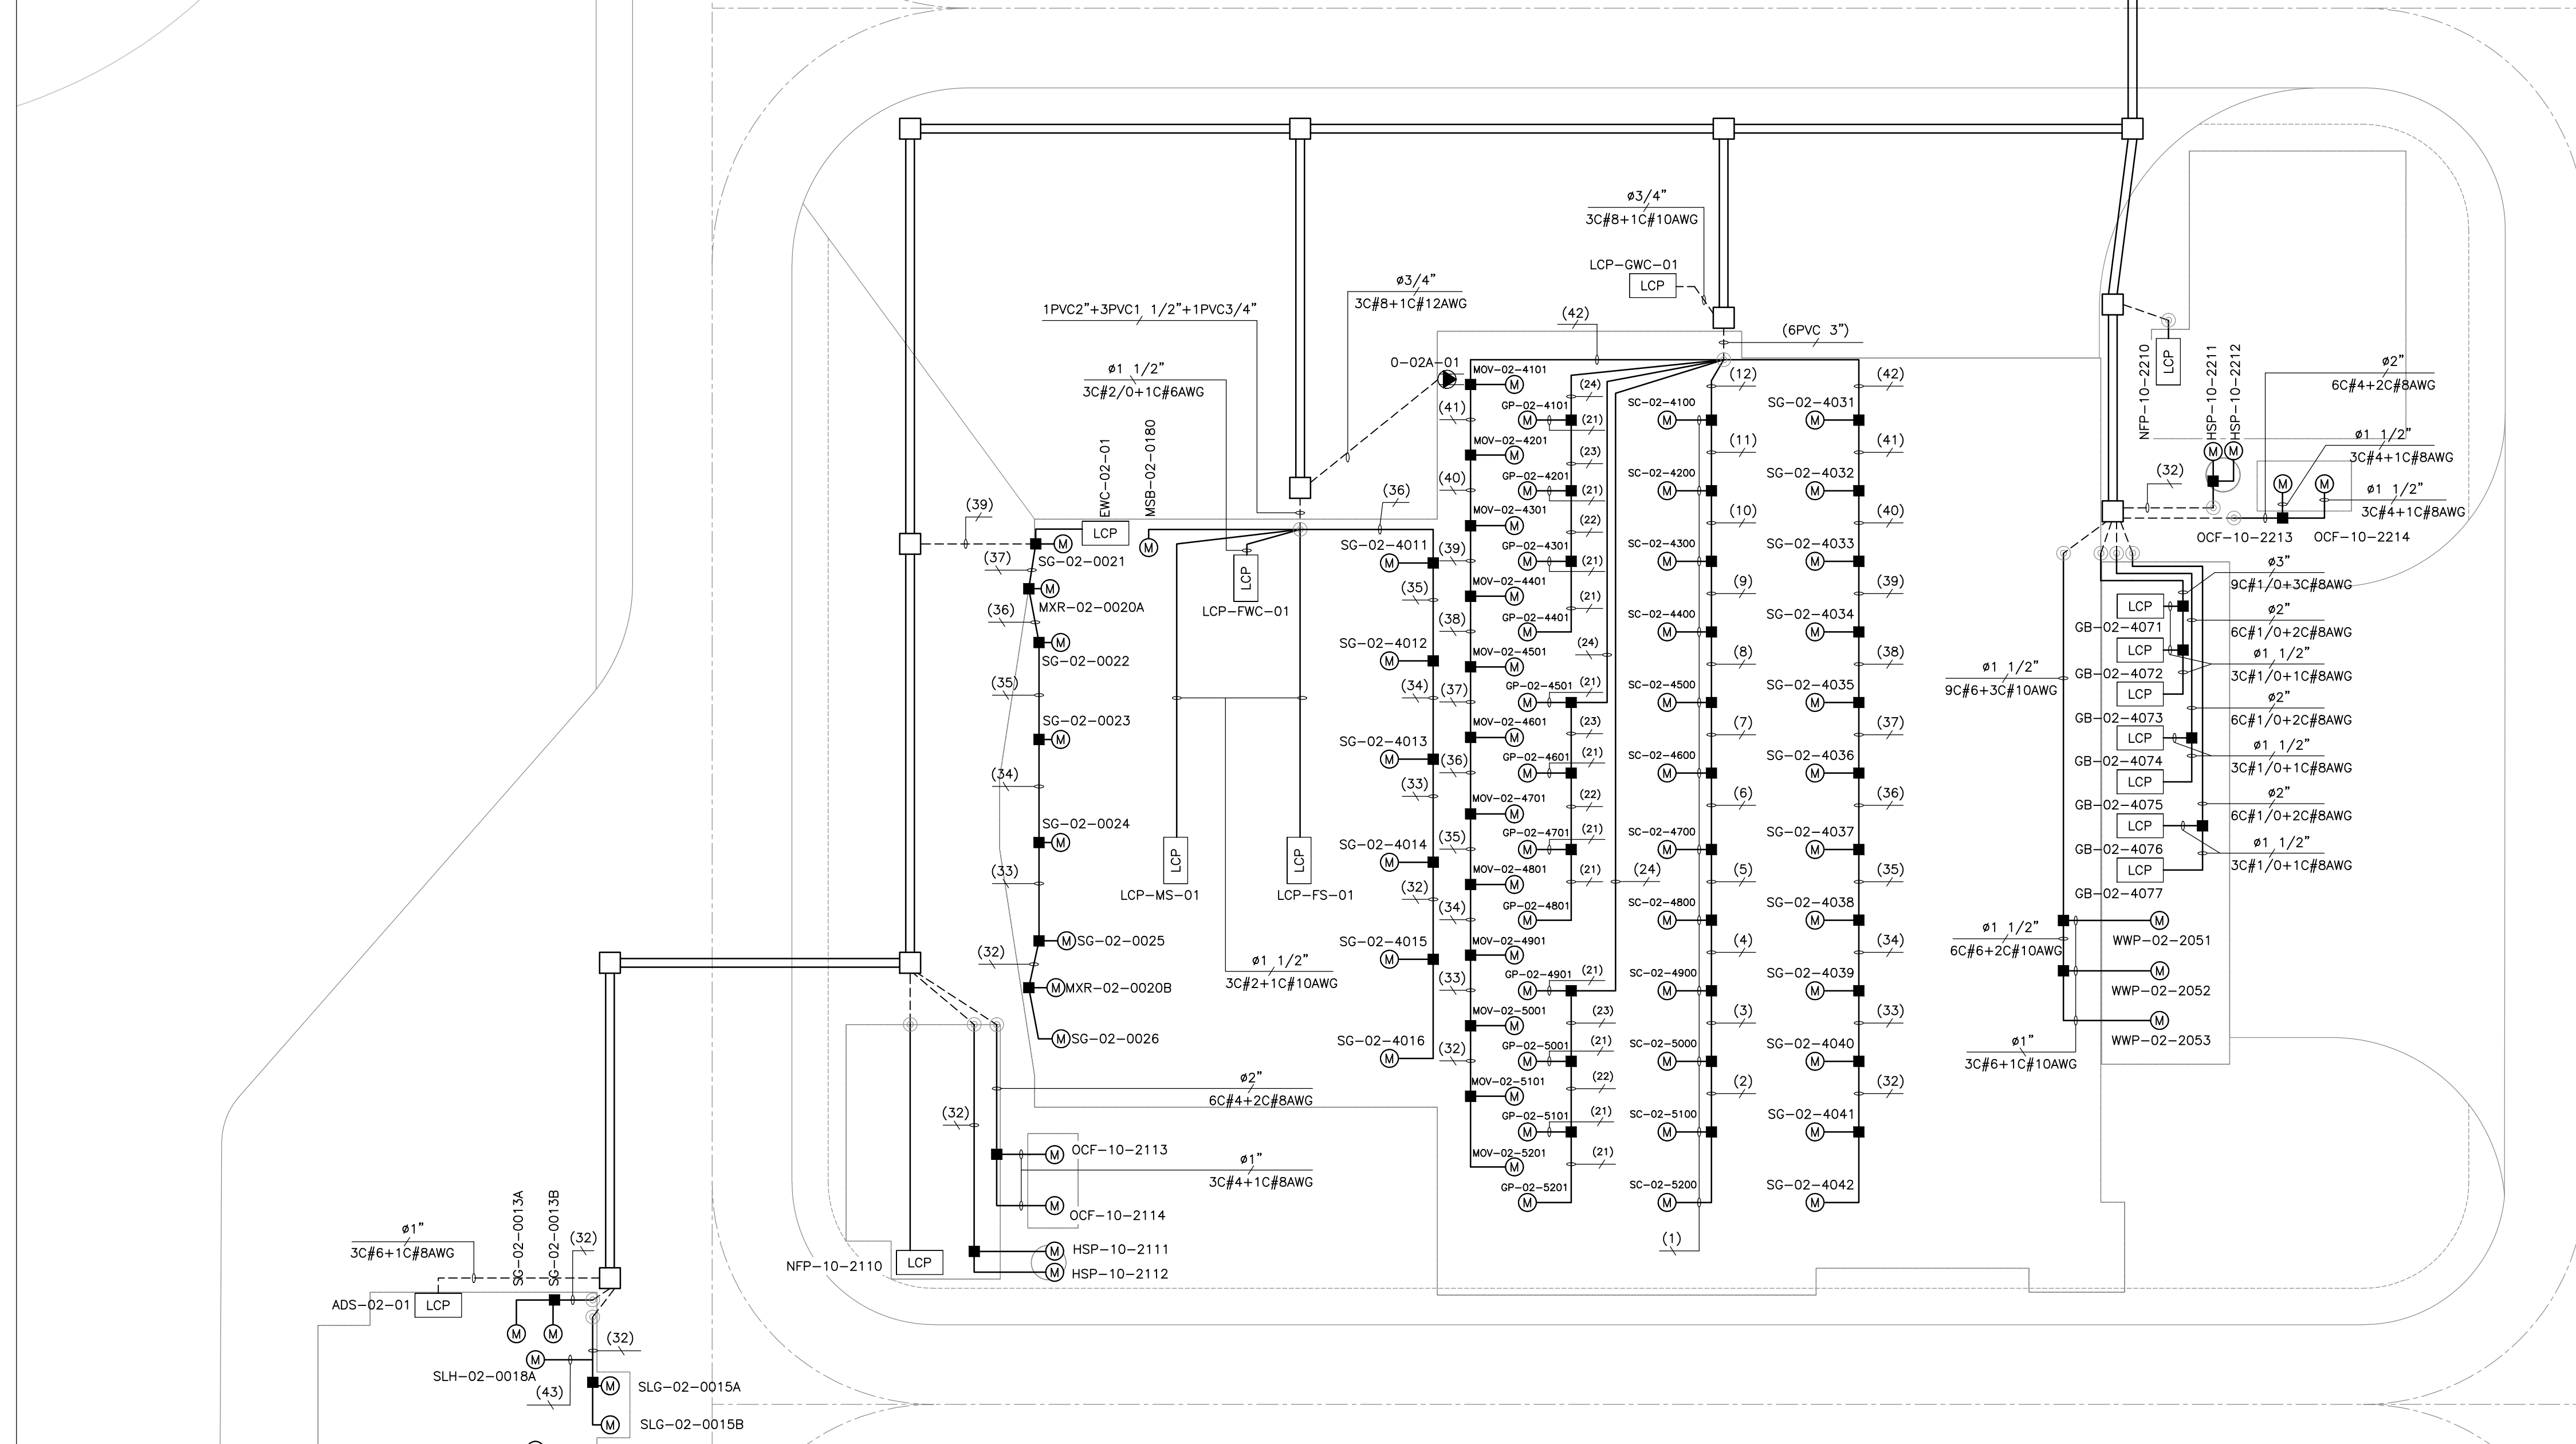 ø3/4"
3C#8+1C#10AWG
LCP-GWC-01
LCP
(6PVC 3")
ø3/4"
3C#8+1C#12AWG
1PVC2"+3PVC1 1/2"+1PVC3/4"
ø1 1/2"
3C#2/0+1C#6AWG
0-02A-01
(42)
EWC-02-01
LCP
MSB-02-0180
M
(36)
(39)
M
SG-02-0021
(37)
M
MXR-02-0020A
(36)
M
SG-02-0022
(35)
SG-02-0023
M
(34)
SG-02-0024
M
(33)
M
SG-02-0025
(32)
M
MXR-02-0020B
M
SG-02-0026
LCP
LCP-FWC-01
LCP
LCP-MS-01
LCP
LCP-FS-01
ø1 1/2"
3C#2+1C#10AWG
SG-02-4011
M
(35)
SG-02-4012
M
(34)
SG-02-4013
M
(33)
SG-02-4014
M
(32)
SG-02-4015
M
SG-02-4016
M
MOV-02-4101
M
(41)
MOV-02-4201
M
(40)
MOV-02-4301
M
(39)
MOV-02-4401
M
(38)
MOV-02-4501
M
(37)
MOV-02-4601
M
(36)
MOV-02-4701
M
(35)
MOV-02-4801
M
(34)
MOV-02-4901
M
(33)
MOV-02-5001
M
(32)
MOV-02-5101
M
MOV-02-5201
M
(24)
GP-02-4101
M
(21)
(23)
GP-02-4201
M
(21)
(22)
GP-02-4301
M
(21)
(21)
GP-02-4401
M
(24)
GP-02-4501
M
(21)
(23)
GP-02-4601
M
(21)
(22)
GP-02-4701
M
(21)
(21)
GP-02-4801
M
(24)
GP-02-4901
M
(21)
(23)
GP-02-5001
M
(21)
(22)
GP-02-5101
M
(21)
(21)
GP-02-5201
M
(12)
SC-02-4100
M
(11)
SC-02-4200
M
(10)
SC-02-4300
M
(9)
SC-02-4400
M
(8)
SC-02-4500
M
(7)
SC-02-4600
M
(6)
SC-02-4700
M
(5)
SC-02-4800
M
(4)
SC-02-4900
M
(3)
SC-02-5000
M
(2)
SC-02-5100
M
SC-02-5200
M
(1)
(42)
SG-02-4031
M
(41)
SG-02-4032
M
(40)
SG-02-4033
M
(39)
SG-02-4034
M
(38)
SG-02-4035
M
(37)
SG-02-4036
M
(36)
SG-02-4037
M
(35)
SG-02-4038
M
(34)
SG-02-4039
M
(33)
SG-02-4040
M
(32)
SG-02-4041
M
SG-02-4042
M
NFP-10-2210
LCP
HSP-10-2211
M
HSP-10-2212
M
(32)
ø2"
6C#4+2C#8AWG
ø1 1/2"
3C#4+1C#8AWG
ø1 1/2"
3C#4+1C#8AWG
M
OCF-10-2213
M
OCF-10-2214
ø3"
9C#1/0+3C#8AWG
LCP
GB-02-4071
ø2"
6C#1/0+2C#8AWG
LCP
GB-02-4072
ø1 1/2"
3C#1/0+1C#8AWG
LCP
GB-02-4073
ø2"
6C#1/0+2C#8AWG
LCP
GB-02-4074
ø1 1/2"
3C#1/0+1C#8AWG
LCP
GB-02-4075
ø2"
6C#1/0+2C#8AWG
LCP
GB-02-4076
ø1 1/2"
3C#1/0+1C#8AWG
LCP
GB-02-4077
ø1 1/2"
9C#6+3C#10AWG
M
WWP-02-2051
ø1 1/2"
6C#6+2C#10AWG
M
WWP-02-2052
M
WWP-02-2053
ø1"
3C#6+1C#10AWG
ø2"
6C#4+2C#8AWG
(32)
M
OCF-10-2113
ø1"
3C#4+1C#8AWG
M
OCF-10-2114
M
HSP-10-2111
M
HSP-10-2112
NFP-10-2110
LCP
ø1"
3C#6+1C#8AWG
SG-02-0013A
SG-02-0013B
(32)
ADS-02-01
LCP
M
M
(32)
M
SLH-02-0018A
(43)
M
SLG-02-0015A
M
SLG-02-0015B